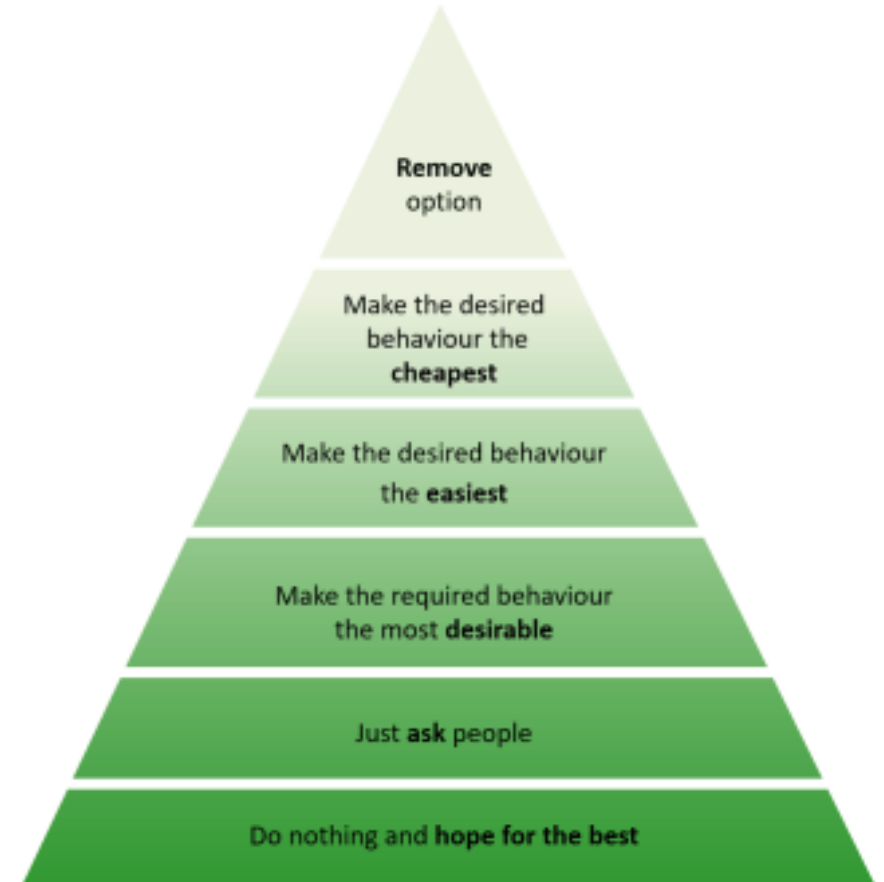 Remove
option
Make the desired
behaviour the
cheapest
Make the desired behaviour
the easiest
Make the required behaviour
the most desirable
Just ask people
Do nothing and hope for the best